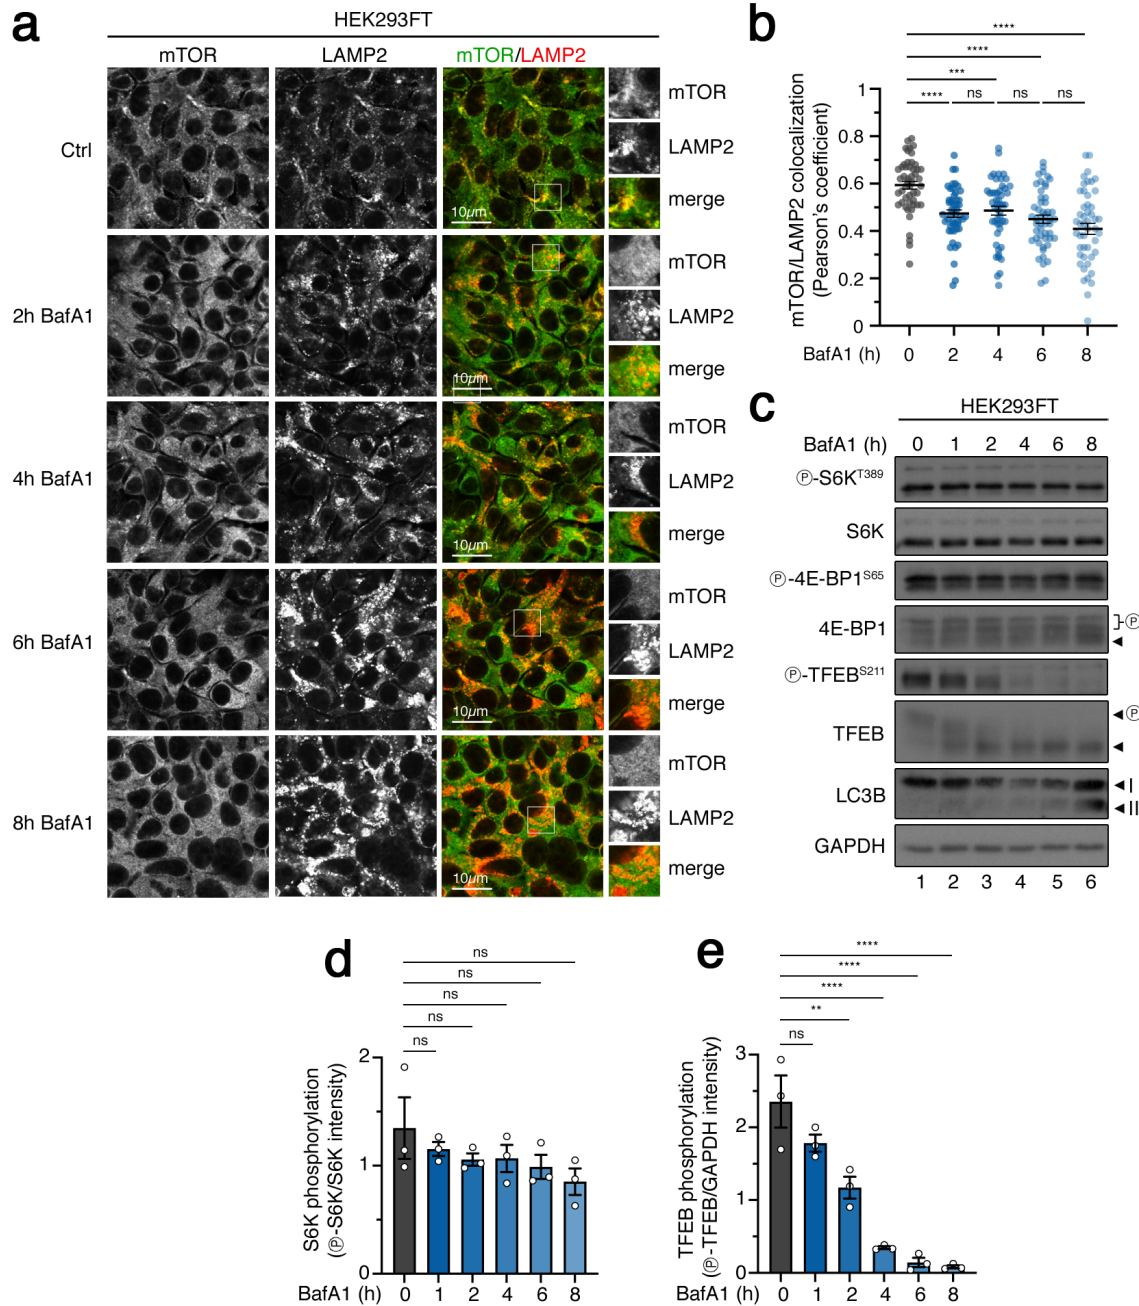 a
HEK293FT
mTOR
LAMP2
mTOR/LAMP2
Ctrl
mTOR
LAMP2
merge
10µm
2h BafA1
mTOR
LAMP2
merge
10µm
4h BafA1
mTOR
LAMP2
merge
10µm
6h BafA1
mTOR
LAMP2
merge
10µm
8h BafA1
mTOR
LAMP2
merge
10µm
b
****
****
***
**** ns ns ns
mTOR/LAMP2 colocalization
(Pearson's coefficient)
1
0.8
0.6
0.4
0.2
0
BafA1 (h) 0 2 4 6 8
c
HEK293FT
BafA1 (h) 0 1 2 4 6 8
Ⓟ-S6K^T389
S6K
Ⓟ-4E-BP1^S65
4E-BP1 Ⓟ ◄
Ⓟ-TFEB^S211
TFEB ◄Ⓟ ◄
LC3B ◄I ◄II
GAPDH
1 2 3 4 5 6
d
ns
ns
ns
ns
ns
S6K phosphorylation
(Ⓟ-S6K/S6K intensity)
2
1
0
BafA1 (h) 0 1 2 4 6 8
e
****
****
****
**
ns
TFEB phosphorylation
(Ⓟ-TFEB/GAPDH intensity)
3
2
1
0
BafA1 (h) 0 1 2 4 6 8